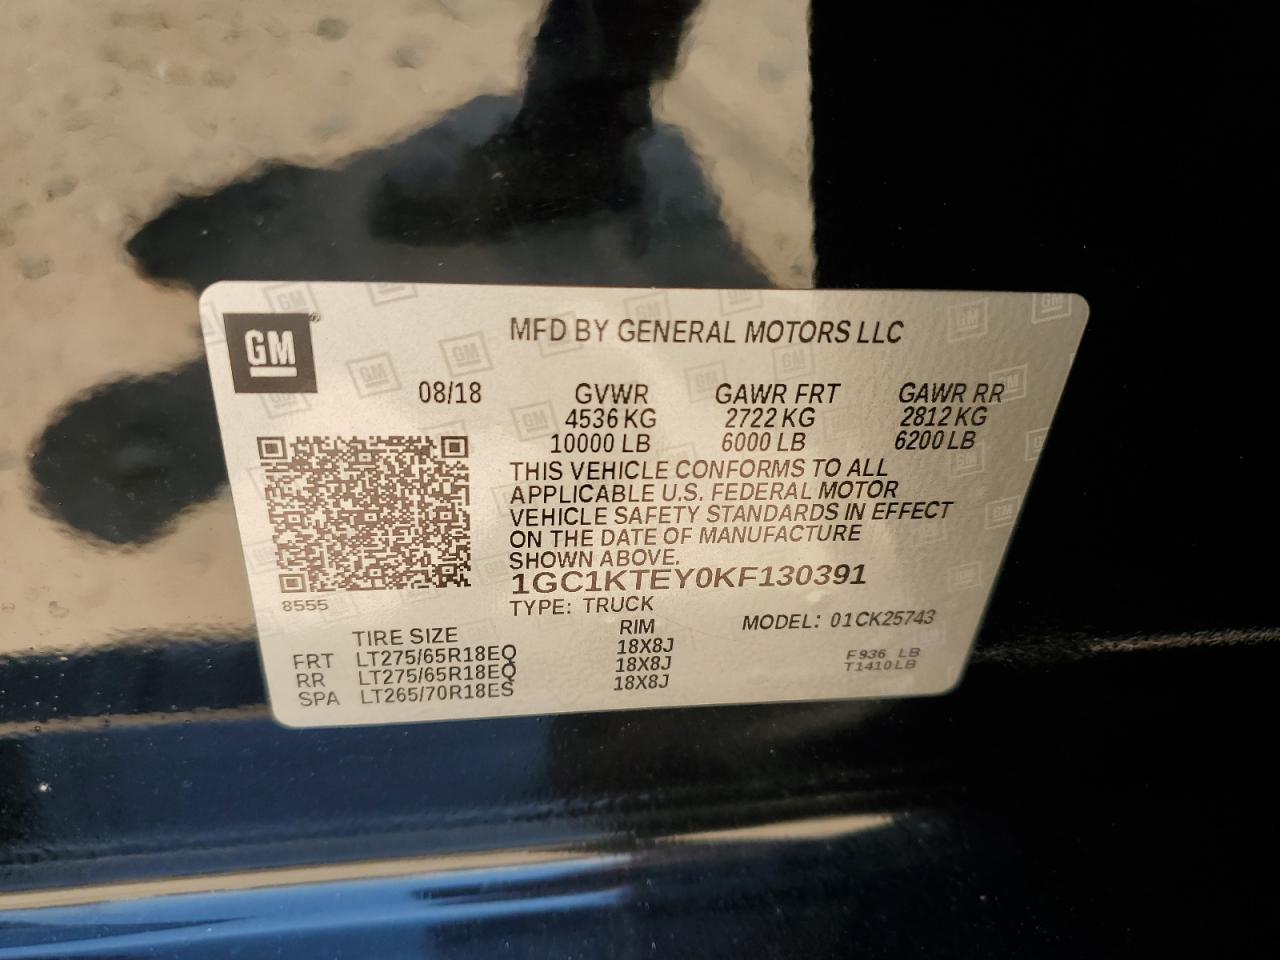 GM
MFD BY GENERAL MOTORS LLC
08/18 GVWR GAWR FRT GAWR RR
4536 KG 2722 KG 2812 KG
10000 LB 6000 LB 6200 LB
THIS VEHICLE CONFORMS TO ALL
APPLICABLE U.S. FEDERAL MOTOR
VEHICLE SAFETY STANDARDS IN EFFECT
ON THE DATE OF MANUFACTURE
SHOWN ABOVE.
1GC1KTEY0KF130391
8555
TYPE: TRUCK
MODEL: 01CK25743
TIRE SIZE RIM
FRT LT275/65R18EQ 18X8J
RR LT275/65R18EQ 18X8J
SPA LT265/70R18ES 18X8J
F936 LB
T1410LB